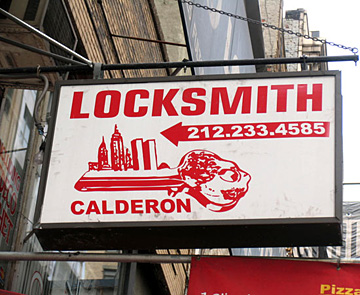 LOCKSMITH
212.233.4585
CALDERON
Pizza